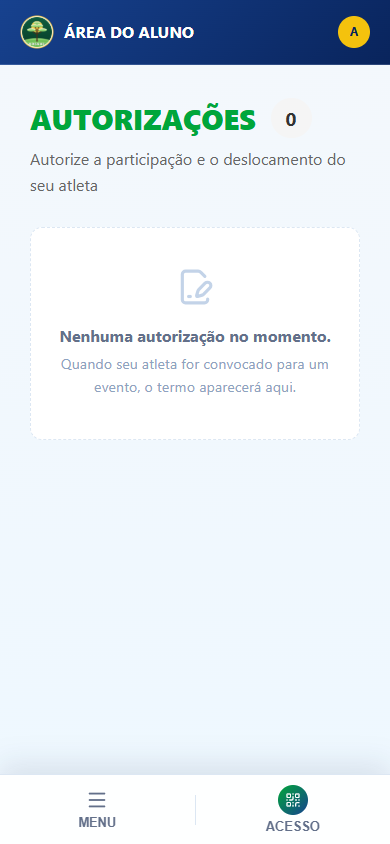 ÁREA DO ALUNO
A
AUTORIZAÇÕES 0
Autorize a participação e o deslocamento do
seu atleta
Nenhuma autorização no momento.
Quando seu atleta for convocado para um
evento, o termo aparecerá aqui.
MENU
ACESSO